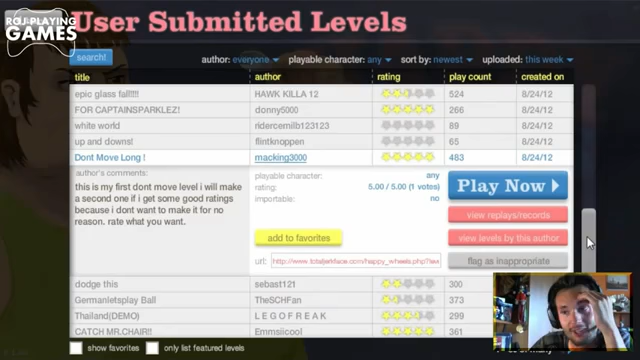 ROJ PLAYING
GAMES
User Submitted Levels
search!
author: everyone playable character: any sort by: newest uploaded: this week
title author rating play count created on
epic glass fall!!!! HAWK KILLA 12 524 8/24/12
FOR CAPTAINSPARKLEZ! donny5000 266 8/24/12
white world ridercemilb123123 89 8/24/12
up and downs! flintknoppen 65 8/24/12
Dont Move Long ! macking3000 483 8/24/12
author's comments:
this is my first dont move level i will make
a second one if i get some good ratings
because i dont want to make it for no
reason. rate what you want.
playable character: any
rating: 5.00 / 5.00 (1 votes)
importable: no
add to favorites
url: http://www.totaljerkface.com/happy_wheels.php?
Play Now
view replays/records
view levels by this author
flag as inappropriate
dodge this sebast121 300
Germanletsplay Ball TheSCHFan 373
Thailand(DEMO) L E G O F R E A K 299
CATCH MR.CHAIR!! Emmsiicool 361
show favorites only list featured levels